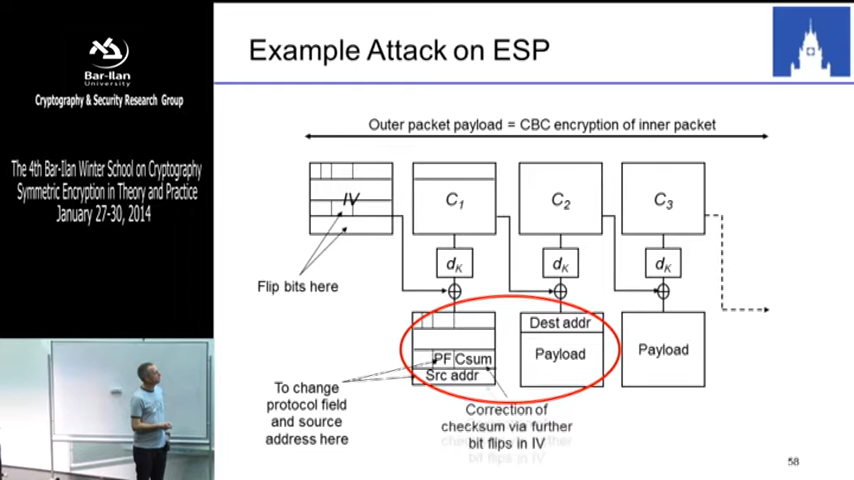 Bar-Ilan
University
Cryptography & Security Research Group
The 4th Bar-Ilan Winter School on Cryptography
Symmetric Encryption in Theory and Practice
January 27-30, 2014
Example Attack on ESP
Outer packet payload = CBC encryption of inner packet
IV
C1
C2
C3
dK
dK
dK
Flip bits here
PF
Csum
Src addr
Dest addr
Payload
Payload
To change
protocol field
and source
address here
Correction of
checksum via further
bit flips in IV
58